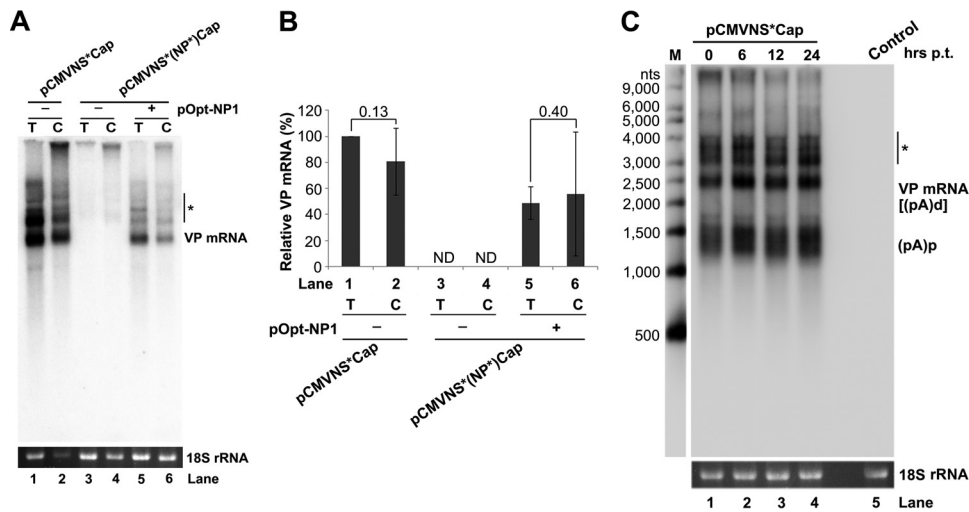 A
pCMVNS*Cap
pCMVNS*(NP*)Cap
– – + pOpt-NP1
T C T C T C
*
VP mRNA
18S rRNA
1 2 3 4 5 6 Lane
B
Relative VP mRNA (%)
120
100
80
60
40
20
0
0.13
0.40
ND ND
Lane 1 2 3 4 5 6
T C T C T C
pOpt-NP1 – – +
pCMVNS*Cap
pCMVNS*(NP*)Cap
C
pCMVNS*Cap
Control
M 0 6 12 24 hrs p.t.
nts
9,000
6,000
5,000
4,000
3,000
2,500
2,000
1,500
1,000
500
*
VP mRNA
[(pA)d]
(pA)p
18S rRNA
1 2 3 4 5 Lane